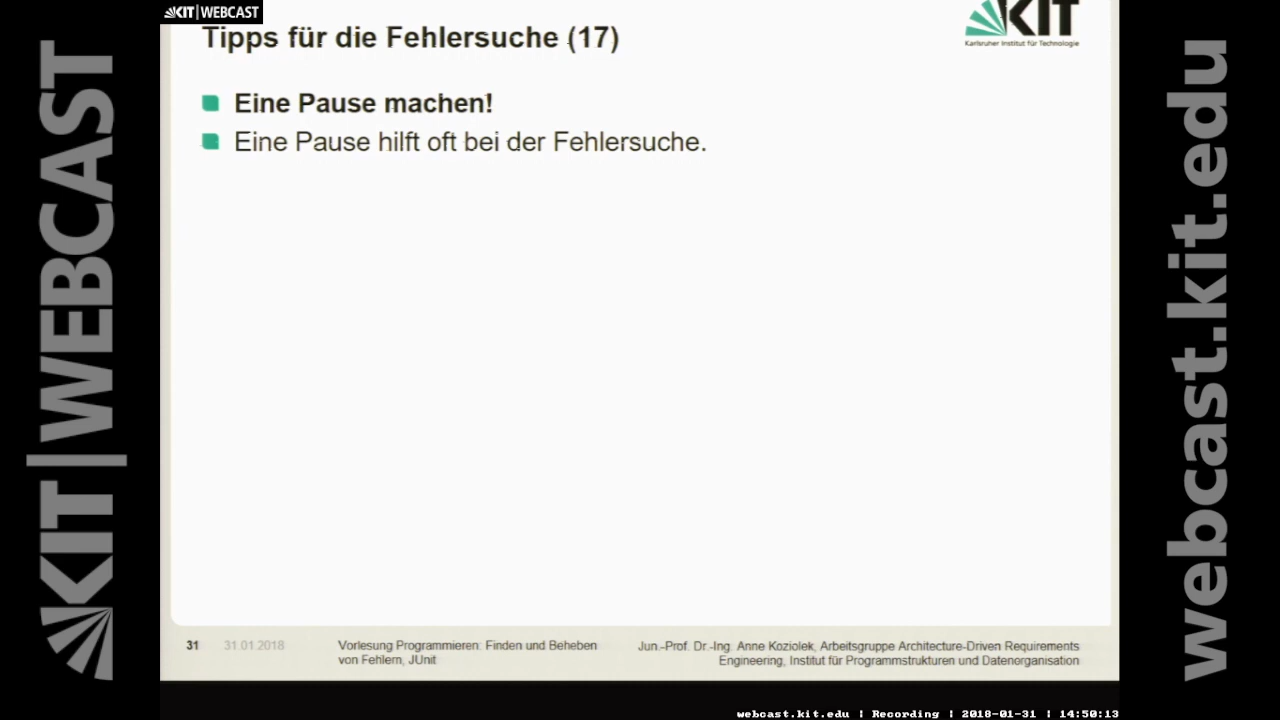 KIT|WEBCAST
Tipps für die Fehlersuche (17)
KIT
Karlsruher Institut für Technologie
Eine Pause machen!
Eine Pause hilft oft bei der Fehlersuche.
31
31.01.2018
Vorlesung Programmieren: Finden und Beheben
von Fehlern, JUnit
Jun.-Prof. Dr.-Ing. Anne Koziolek, Arbeitsgruppe Architecture-Driven Requirements
Engineering, Institut für Programmstrukturen und Datenorganisation
KIT|WEBCAST
webcast.kit.edu
webcast.kit.edu | Recording | 2018-01-31 | 14:50:13